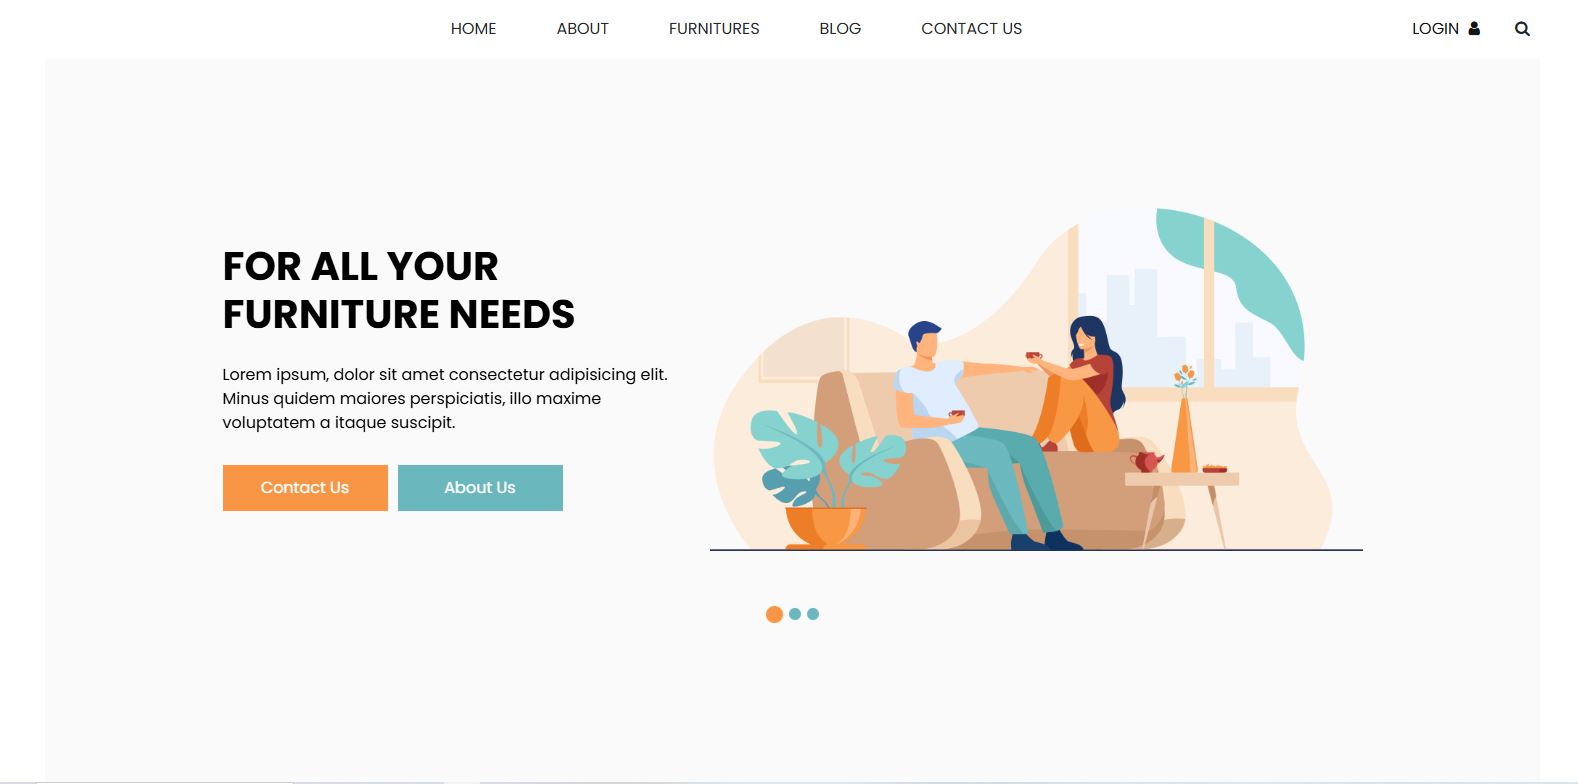 HOME ABOUT FURNITURES BLOG CONTACT US LOGIN
FOR ALL YOUR
FURNITURE NEEDS
Lorem ipsum, dolor sit amet consectetur adipisicing elit.
Minus quidem maiores perspiciatis, illo maxime
voluptatem a itaque suscipit.
Contact Us About Us